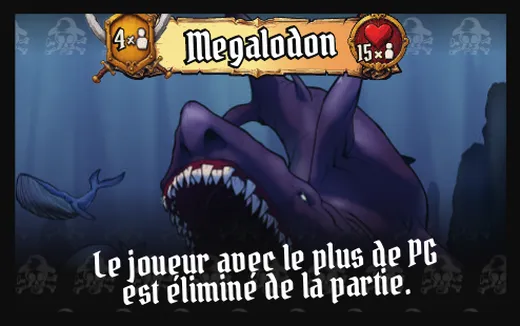 4×
Megalodon
15×
Le joueur avec le plus de PG
est éliminé de la partie.